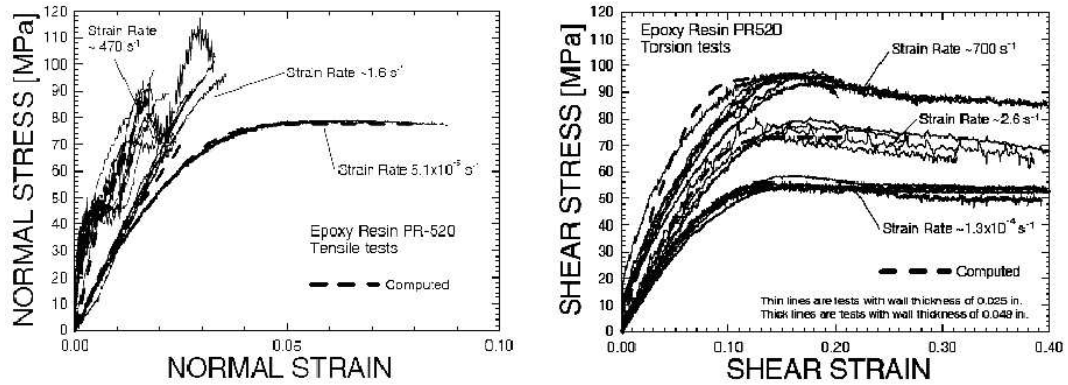 120
110
100
90
80
70
60
50
40
30
20
10
0
NORMAL STRESS [MPa]
Strain Rate
~ 470 s⁻¹
Strain Rate ~1.6 s⁻¹
Strain Rate 5.1x10⁻⁵ s⁻¹
Epoxy Resin PR-520
Tensile tests
Computed
0.00
0.05
0.10
NORMAL STRAIN
120
110
100
90
80
70
60
50
40
30
20
10
0
SHEAR STRESS [MPa]
Epoxy Resin PR520
Torsion tests
Strain Rate ~700 s⁻¹
Strain Rate ~2.6 s⁻¹
Strain Rate ~1.3x10⁻⁴ s⁻¹
Computed
Thin lines are tests with wall thickness of 0.025 in.
Thick lines are tests with wall thickness of 0.049 in.
0.00
0.10
0.20
0.30
0.40
SHEAR STRAIN